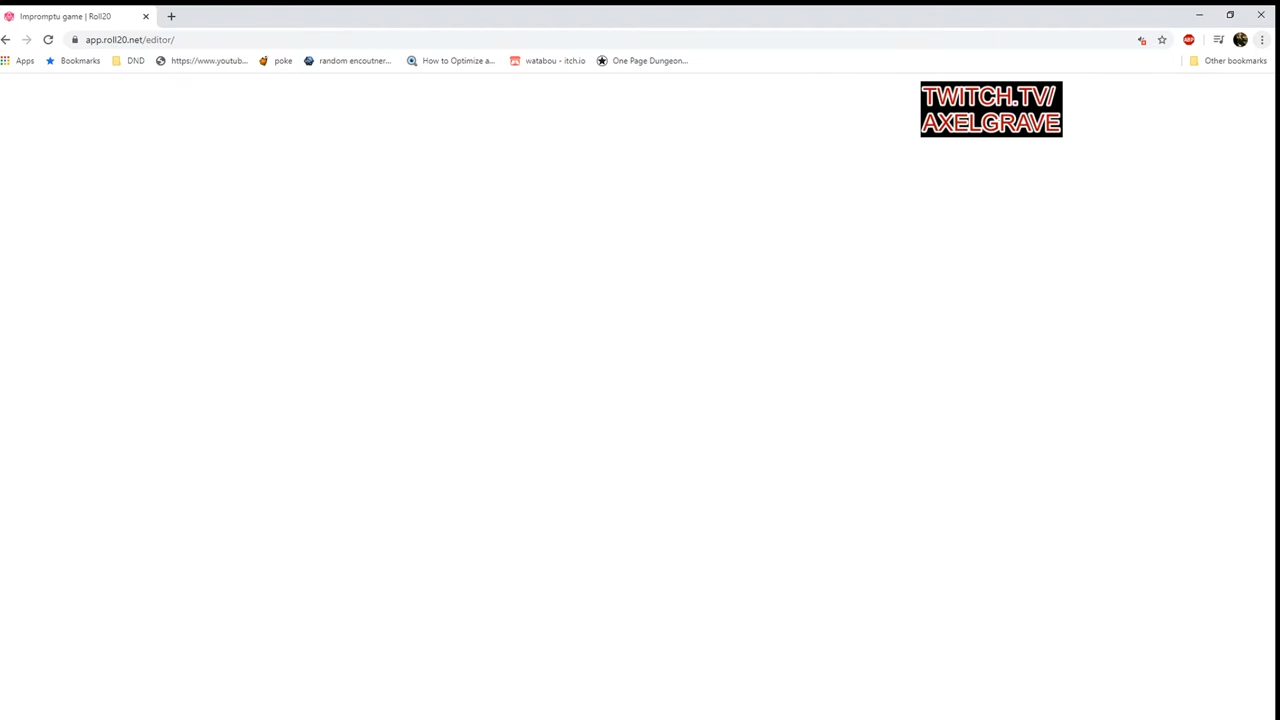 Impromptu game | Roll20
app.roll20.net/editor/
Apps
Bookmarks
DND
https://www.youtub...
poke
random encoutner...
How to Optimize a...
watabou - itch.io
One Page Dungeon...
Other bookmarks
ABP
TWITCH.TV/
AXELGRAVE